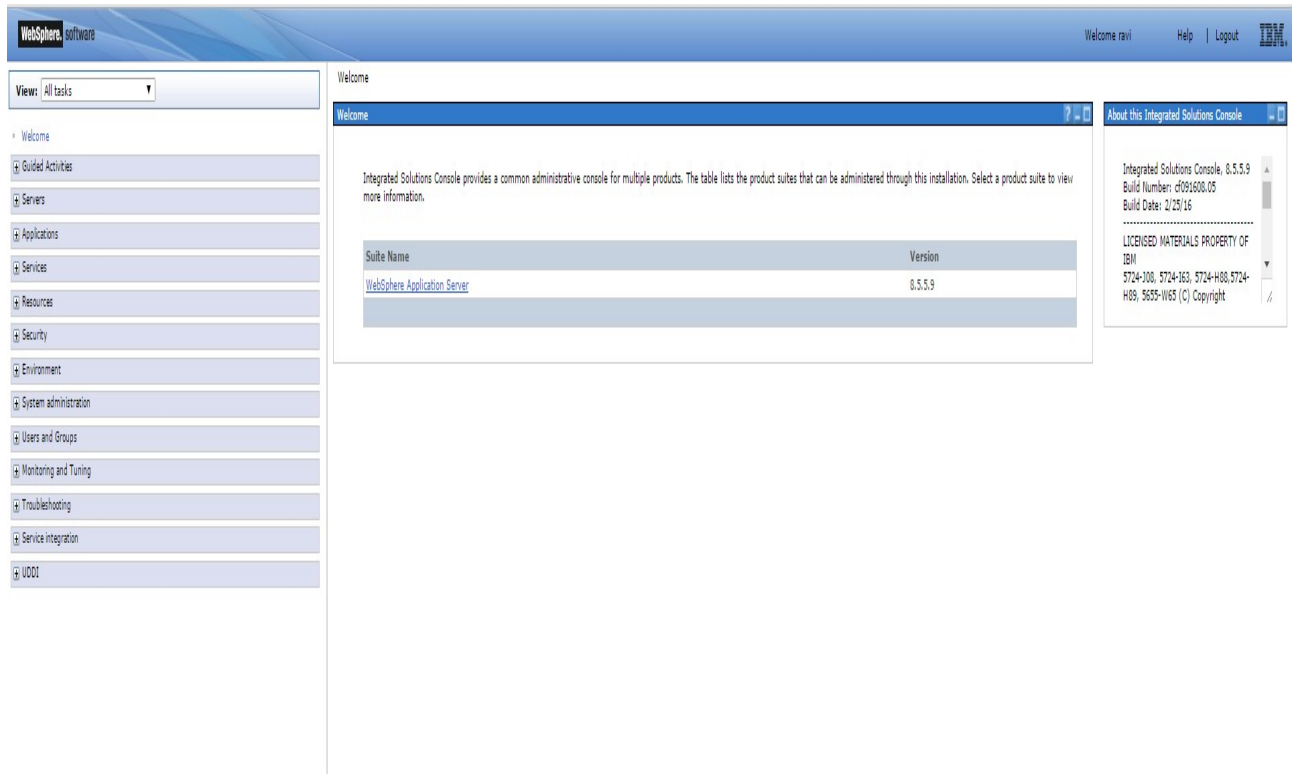 WebSphere. software
Welcome ravi Help | Logout IBM.
View: All tasks
Welcome
Guided Activities
Servers
Applications
Services
Resources
Security
Environment
System administration
Users and Groups
Monitoring and Tuning
Troubleshooting
Service integration
UDDI
Welcome
Welcome
Integrated Solutions Console provides a common administrative console for multiple products. The table lists the product suites that can be administered through this installation. Select a product suite to view
more information.
Suite Name Version
WebSphere Application Server 8.5.5.9
About this Integrated Solutions Console
Integrated Solutions Console, 8.5.5.9
Build Number: cf091608.05
Build Date: 2/25/16
----------------------------------------
LICENSED MATERIALS PROPERTY OF
IBM
5724-J08, 5724-I63, 5724-H88,5724-
H89, 5655-W65 (C) Copyright